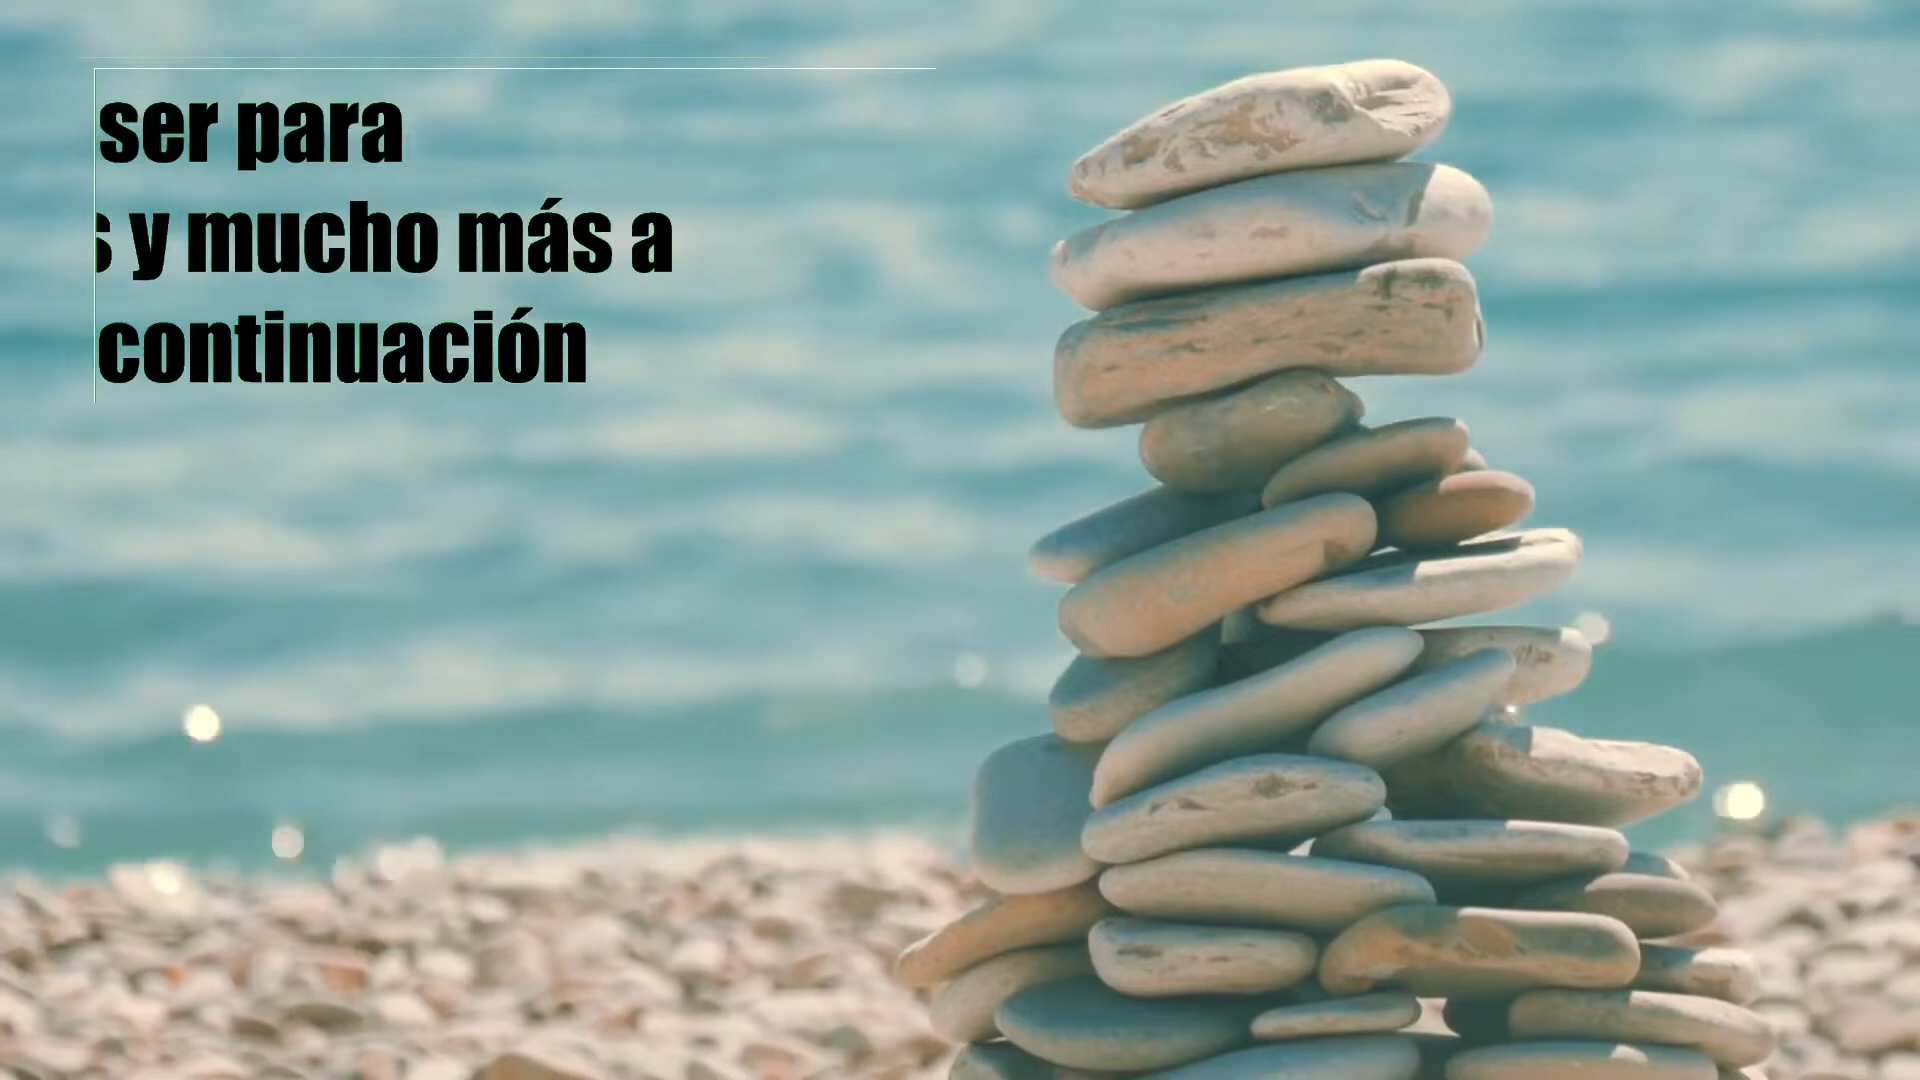 ser para
y mucho más a
continuación